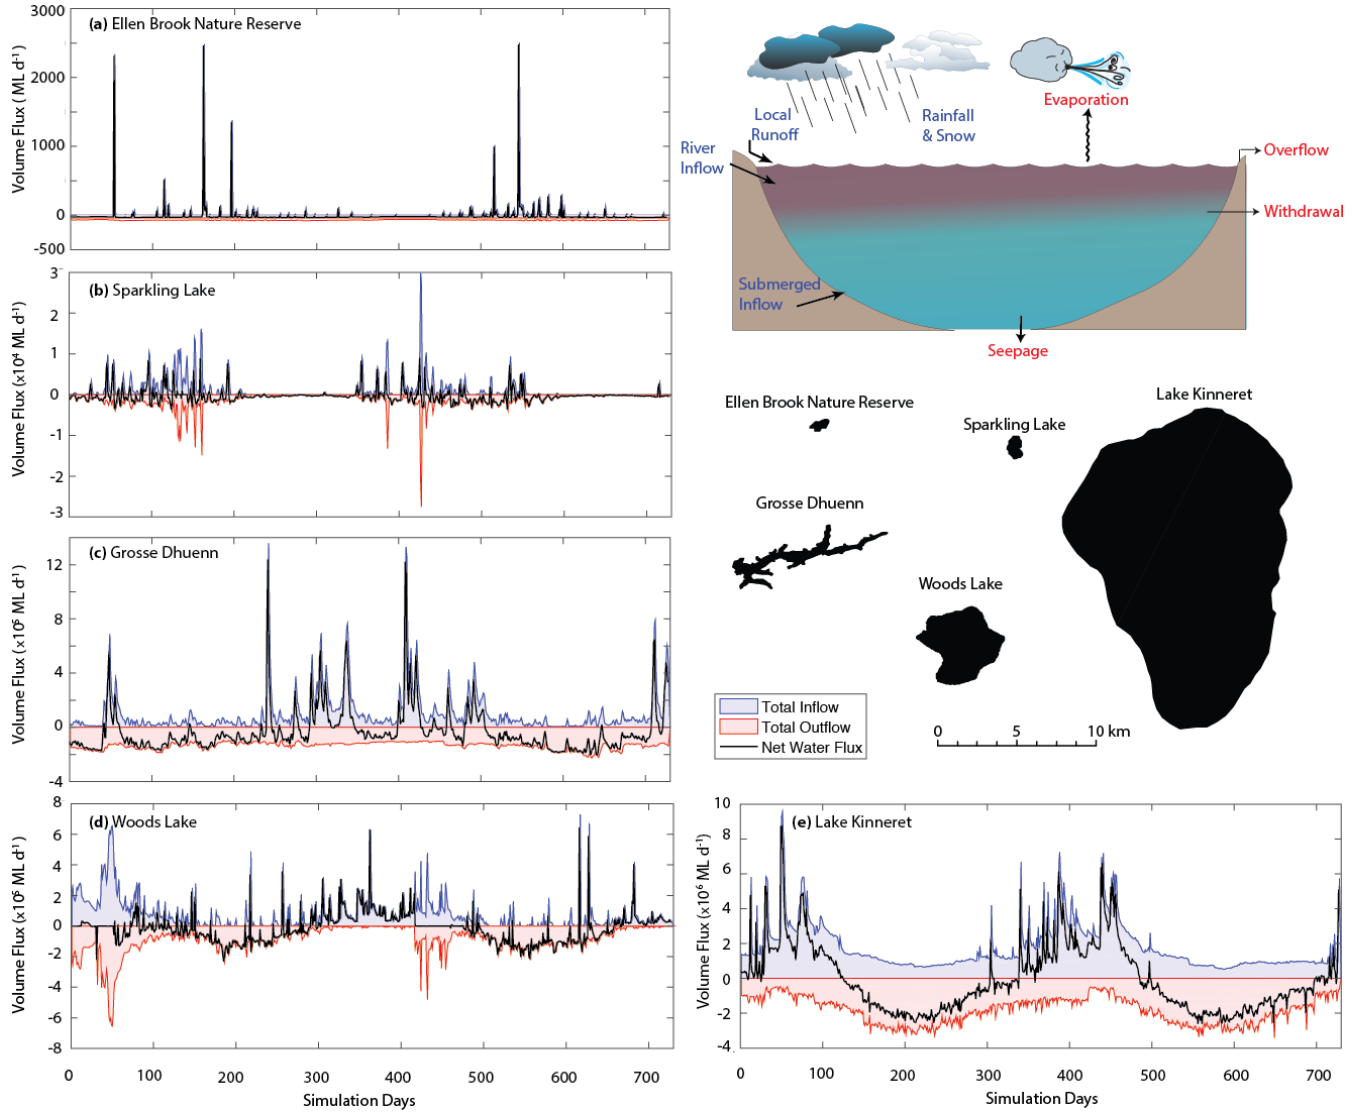 (a) Ellen Brook Nature Reserve
Volume Flux ( ML d⁻¹)
3000
2000
1000
0
-500
(b) Sparkling Lake
Volume Flux (x10⁴ ML d⁻¹)
3
2
1
0
-1
-2
-3
(c) Grosse Dhuenn
Volume Flux ( x10⁶ ML d⁻¹)
12
8
4
0
-4
(d) Woods Lake
Volume Flux (x10⁶ ML d⁻¹)
8
6
4
2
0
-2
-4
-6
-8
0 100 200 300 400 500 600 700
Simulation Days
Local
Runoff
Rainfall
& Snow
Evaporation
River
Inflow
Overflow
Withdrawal
Submerged
Inflow
Seepage
Ellen Brook Nature Reserve
Sparkling Lake
Lake Kinneret
Grosse Dhuenn
Woods Lake
Total Inflow
Total Outflow
Net Water Flux
0 5 10 km
(e) Lake Kinneret
Volume Flux (x10⁶ ML d⁻¹)
10
8
6
4
2
0
-2
-4
0 100 200 300 400 500 600 700
Simulation Days